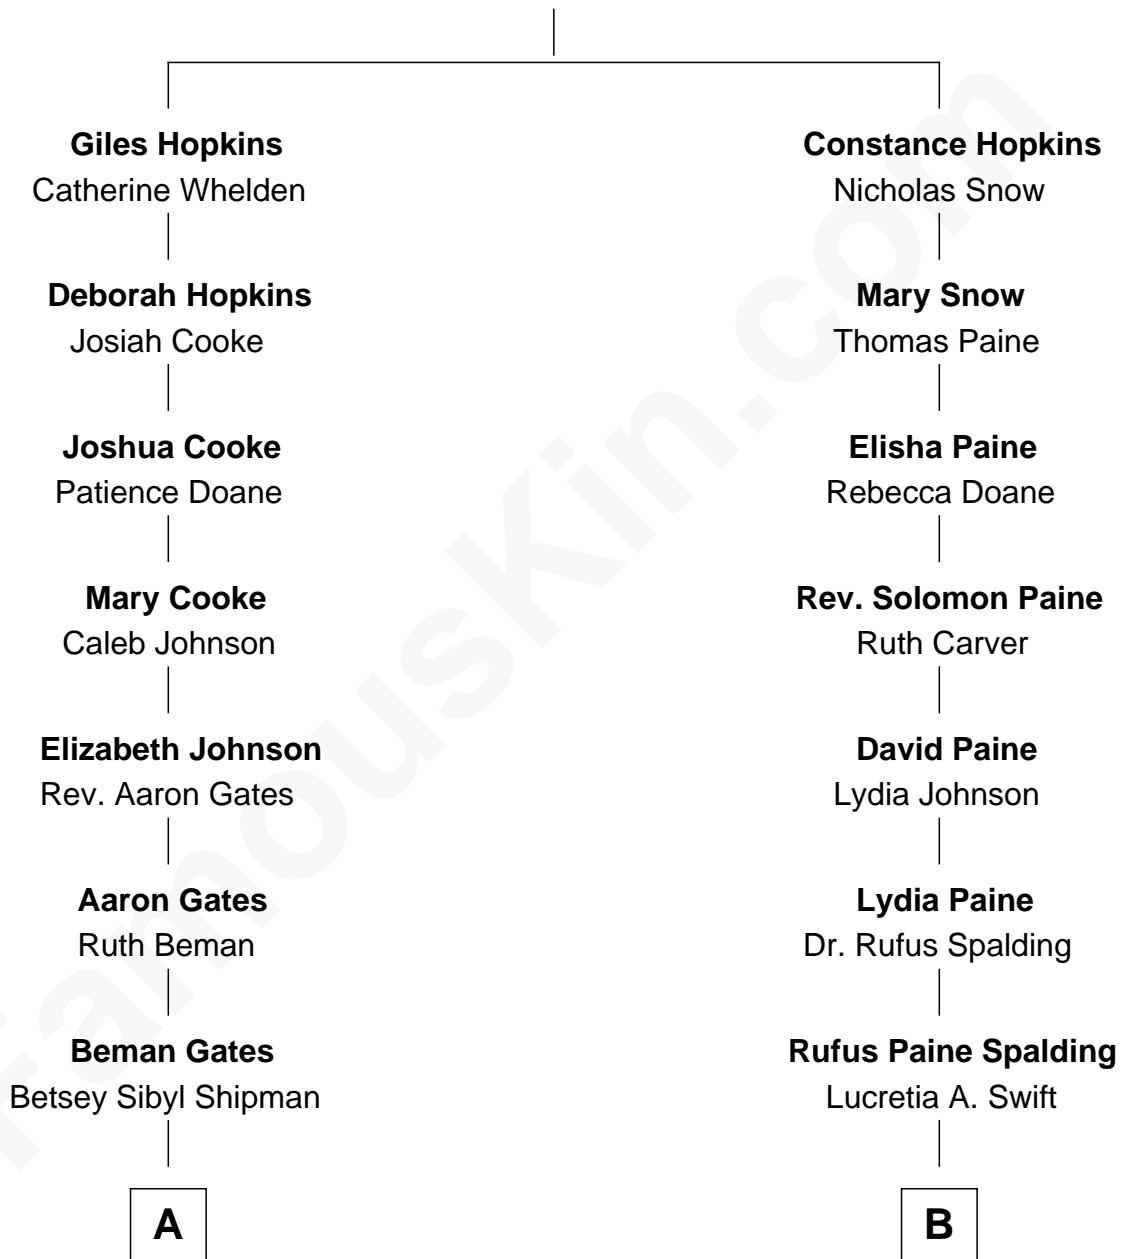 Giles Hopkins
Catherine Whelden
Deborah Hopkins
Josiah Cooke
Joshua Cooke
Patience Doane
Mary Cooke
Caleb Johnson
Elizabeth Johnson
Rev. Aaron Gates
Aaron Gates
Ruth Beman
Beman Gates
Betsey Sibyl Shipman
A
Constance Hopkins
Nicholas Snow
Mary Snow
Thomas Paine
Elisha Paine
Rebecca Doane
Rev. Solomon Paine
Ruth Carver
David Paine
Lydia Johnson
Lydia Paine
Dr. Rufus Spalding
Rufus Paine Spalding
Lucretia A. Swift
B
FamousKin.com